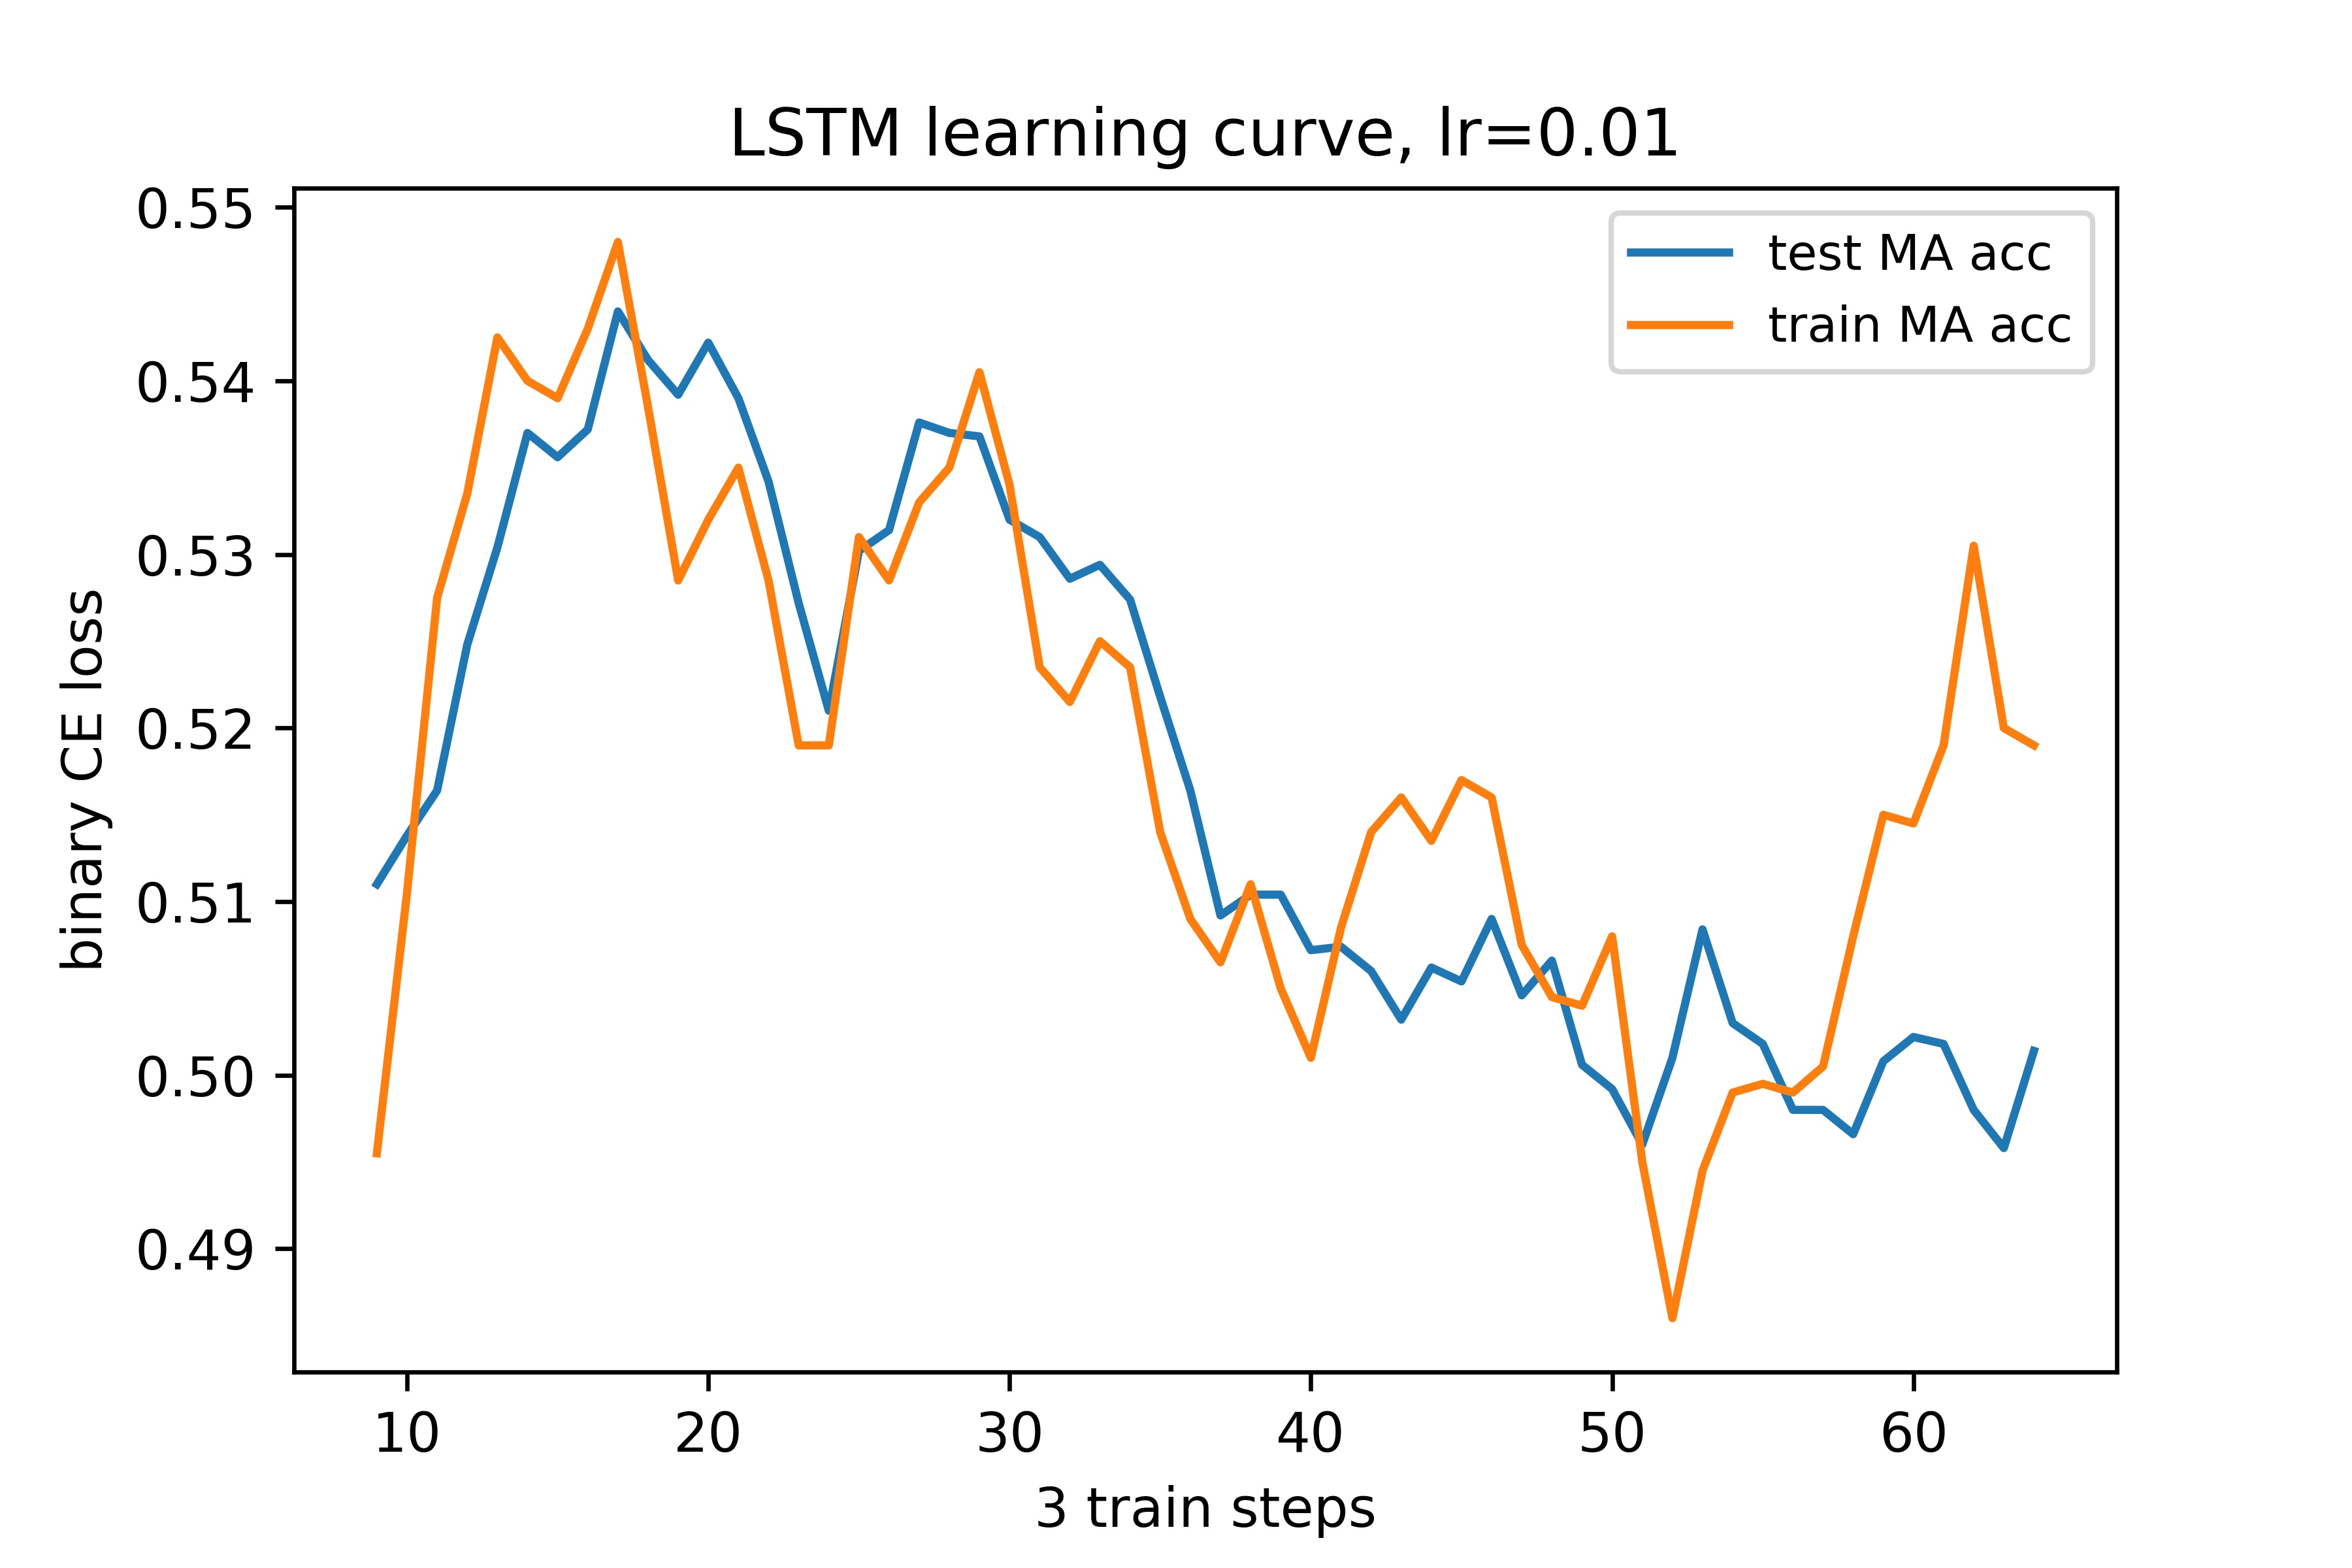 LSTM learning curve, lr=0.01
0.55
0.54
0.53
0.52
0.51
0.50
0.49
binary CE loss
test MA acc
train MA acc
10 20 30 40 50 60
3 train steps